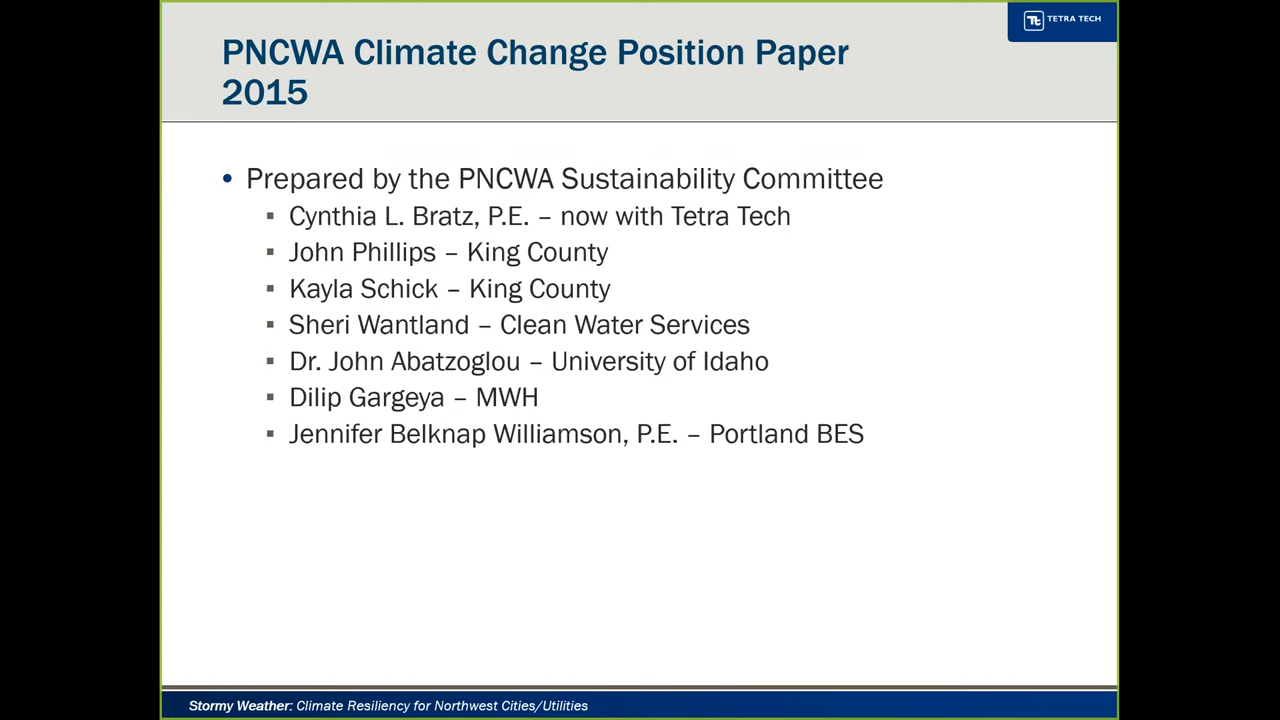 Tt TETRA TECH
PNCWA Climate Change Position Paper
2015
• Prepared by the PNCWA Sustainability Committee
▪ Cynthia L. Bratz, P.E. – now with Tetra Tech
▪ John Phillips – King County
▪ Kayla Schick – King County
▪ Sheri Wantland – Clean Water Services
▪ Dr. John Abatzoglou – University of Idaho
▪ Dilip Gargeya – MWH
▪ Jennifer Belknap Williamson, P.E. – Portland BES
Stormy Weather: Climate Resiliency for Northwest Cities/Utilities